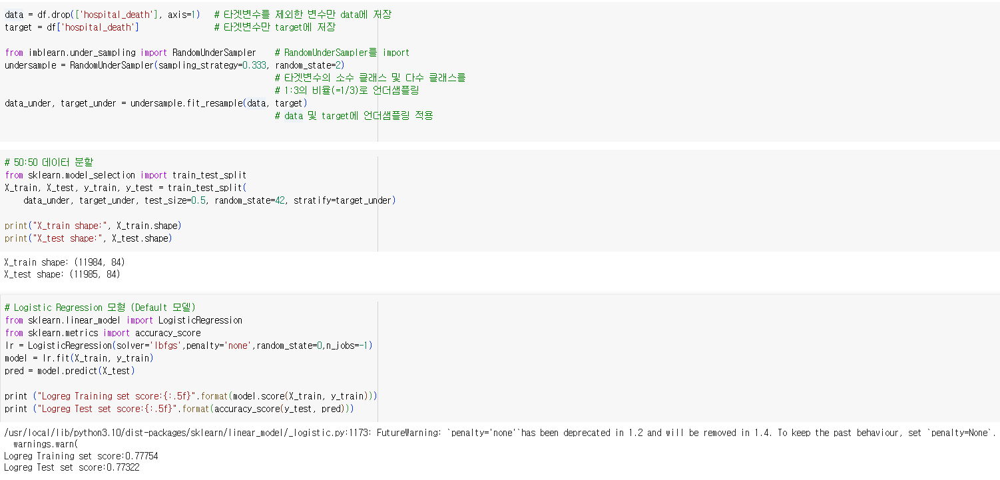 data = df.drop(['hospital_death'], axis=1)   # 타겟변수를 제외한 변수만 data에 저장
target = df['hospital_death']                # 타겟변수만 target에 저장
from imblearn.under_sampling import RandomUnderSampler    # RandomUnderSampler를 import
undersample = RandomUnderSampler(sampling_strategy=0.333, random_state=2)
# 타겟변수의 소수 클래스 및 다수 클래스를
# 1:3의 비율(=1/3)로 언더샘플링
data_under, target_under = undersample.fit_resample(data, target)
# data 및 target에 언더샘플링 적용
# 50:50 데이터 분할
from sklearn.model_selection import train_test_split
X_train, X_test, y_train, y_test = train_test_split(
    data_under, target_under, test_size=0.5, random_state=42, stratify=target_under)
print("X_train shape:", X_train.shape)
print("X_test shape:", X_test.shape)
X_train shape: (11984, 84)
X_test shape: (11985, 84)
# Logistic Regression 모형 (Default 모델)
from sklearn.linear_model import LogisticRegression
from sklearn.metrics import accuracy_score
lr = LogisticRegression(solver='lbfgs',penalty='none',random_state=0,n_jobs=-1)
model = lr.fit(X_train, y_train)
pred = model.predict(X_test)
print ("Logreg Training set score:{:.5f}".format(model.score(X_train, y_train)))
print ("Logreg Test set score:{:.5f}".format(accuracy_score(y_test, pred)))
/usr/local/lib/python3.10/dist-packages/sklearn/linear_model/_logistic.py:1173: FutureWarning: `penalty='none'`has been deprecated in 1.2 and will be removed in 1.4. To keep the past behaviour, set `penalty=None`.
  warnings.warn(
Logreg Training set score:0.77754
Logreg Test set score:0.77322